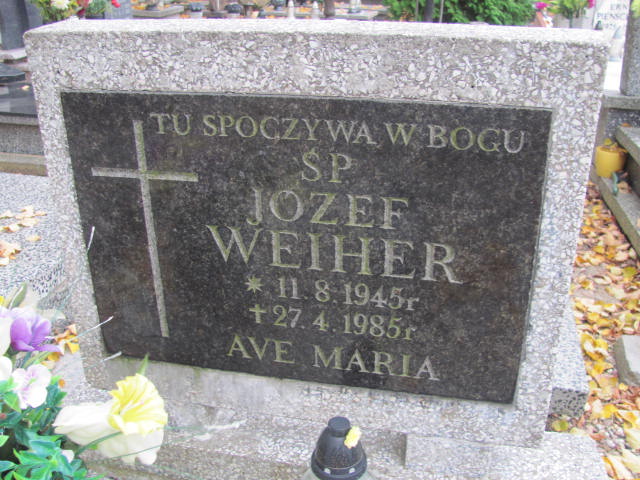 TU SPOCZYWA W BOGU
ŚP
JÓZEF
WEIHER
* 11. 8. 1945r
† 27. 4. 1985r
AVE MARIA